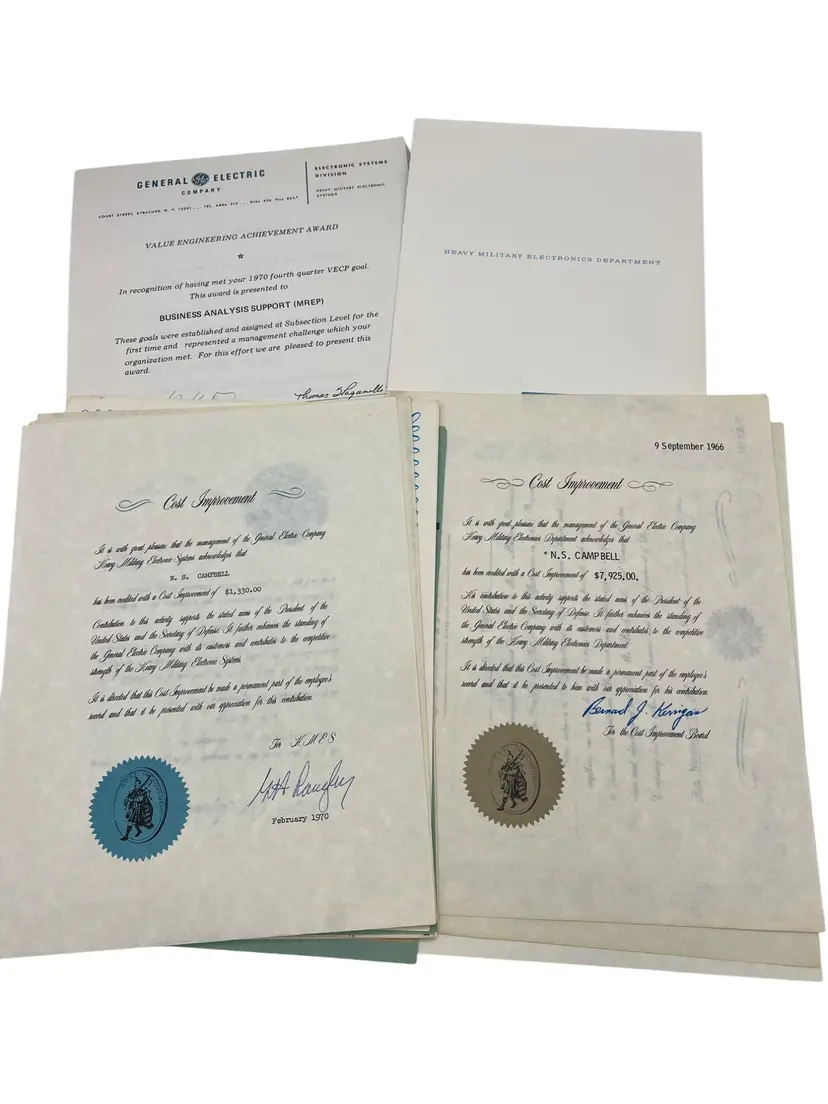 GENERAL ELECTRIC
COMPANY
ELECTRONIC SYSTEMS
DIVISION
HEAVY MILITARY ELECTRONIC
SYSTEMS
COURT STREET, SYRACUSE, N. Y. 13201 . . . TEL. AREA 315 . . . DIAL 456 Plus EXT.
VALUE ENGINEERING ACHIEVEMENT AWARD
In recognition of having met your 1970 fourth quarter VECP goal.
This award is presented to
BUSINESS ANALYSIS SUPPORT (MREP)
These goals were established and assigned at Subsection Level for the
first time and represented a management challenge which your
organization met. For this effort we are pleased to present this
award.
Thomas
HEAVY MILITARY ELECTRONICS DEPARTMENT
Cost Improvement
It is with great pleasure that the management of the General Electric Company
Heavy Military Electronic Systems acknowledges that
N. S. CAMPBELL
has been credited with a Cost Improvement of $1,330.00
Contribution to this activity supports the stated aims of the President of the
United States and the Secretary of Defense. It further enhances the standing of
the General Electric Company with its customers and contributes to the competitive
strength of the Heavy Military Electronic Systems.
It is directed that this Cost Improvement be made a permanent part of the employee's
record and that it be presented with our appreciation for this contribution.
For H.M.E.S
February 1970
9 September 1966
Cost Improvement
It is with great pleasure that the management of the General Electric Company
Heavy Military Electronics Department acknowledges that
* N.S. CAMPBELL
has been credited with a Cost Improvement of $7,925.00.
His contribution to this activity supports the stated aims of the President of the
United States and the Secretary of Defense. It further enhances the standing of
the General Electric Company with its customers and contributes to the competitive
strength of the Heavy Military Electronics Department.
It is directed that this Cost Improvement be made a permanent part of the employee's
record and that it be presented to him with our appreciation for his contribution.
Bernard J. Kerrigan
For the Cost Improvement Board